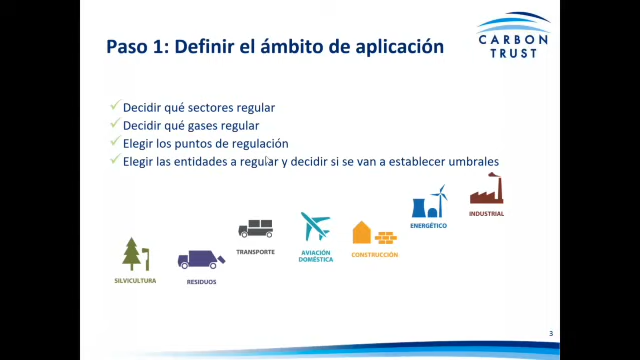 Paso 1: Definir el ámbito de aplicación
CARBON
TRUST
Decidir qué sectores regular
Decidir qué gases regular
Elegir los puntos de regulación
Elegir las entidades a regular y decidir si se van a establecer umbrales
SILVICULTURA
RESIDUOS
TRANSPORTE
AVIACIÓN
DOMÉSTICA
CONSTRUCCIÓN
ENERGÉTICO
INDUSTRIAL
3